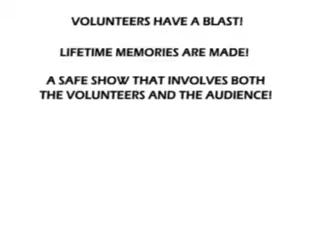 VOLUNTEERS HAVE A BLAST!
LIFETIME MEMORIES ARE MADE!
A SAFE SHOW THAT INVOLVES BOTH
THE VOLUNTEERS AND THE AUDIENCE!